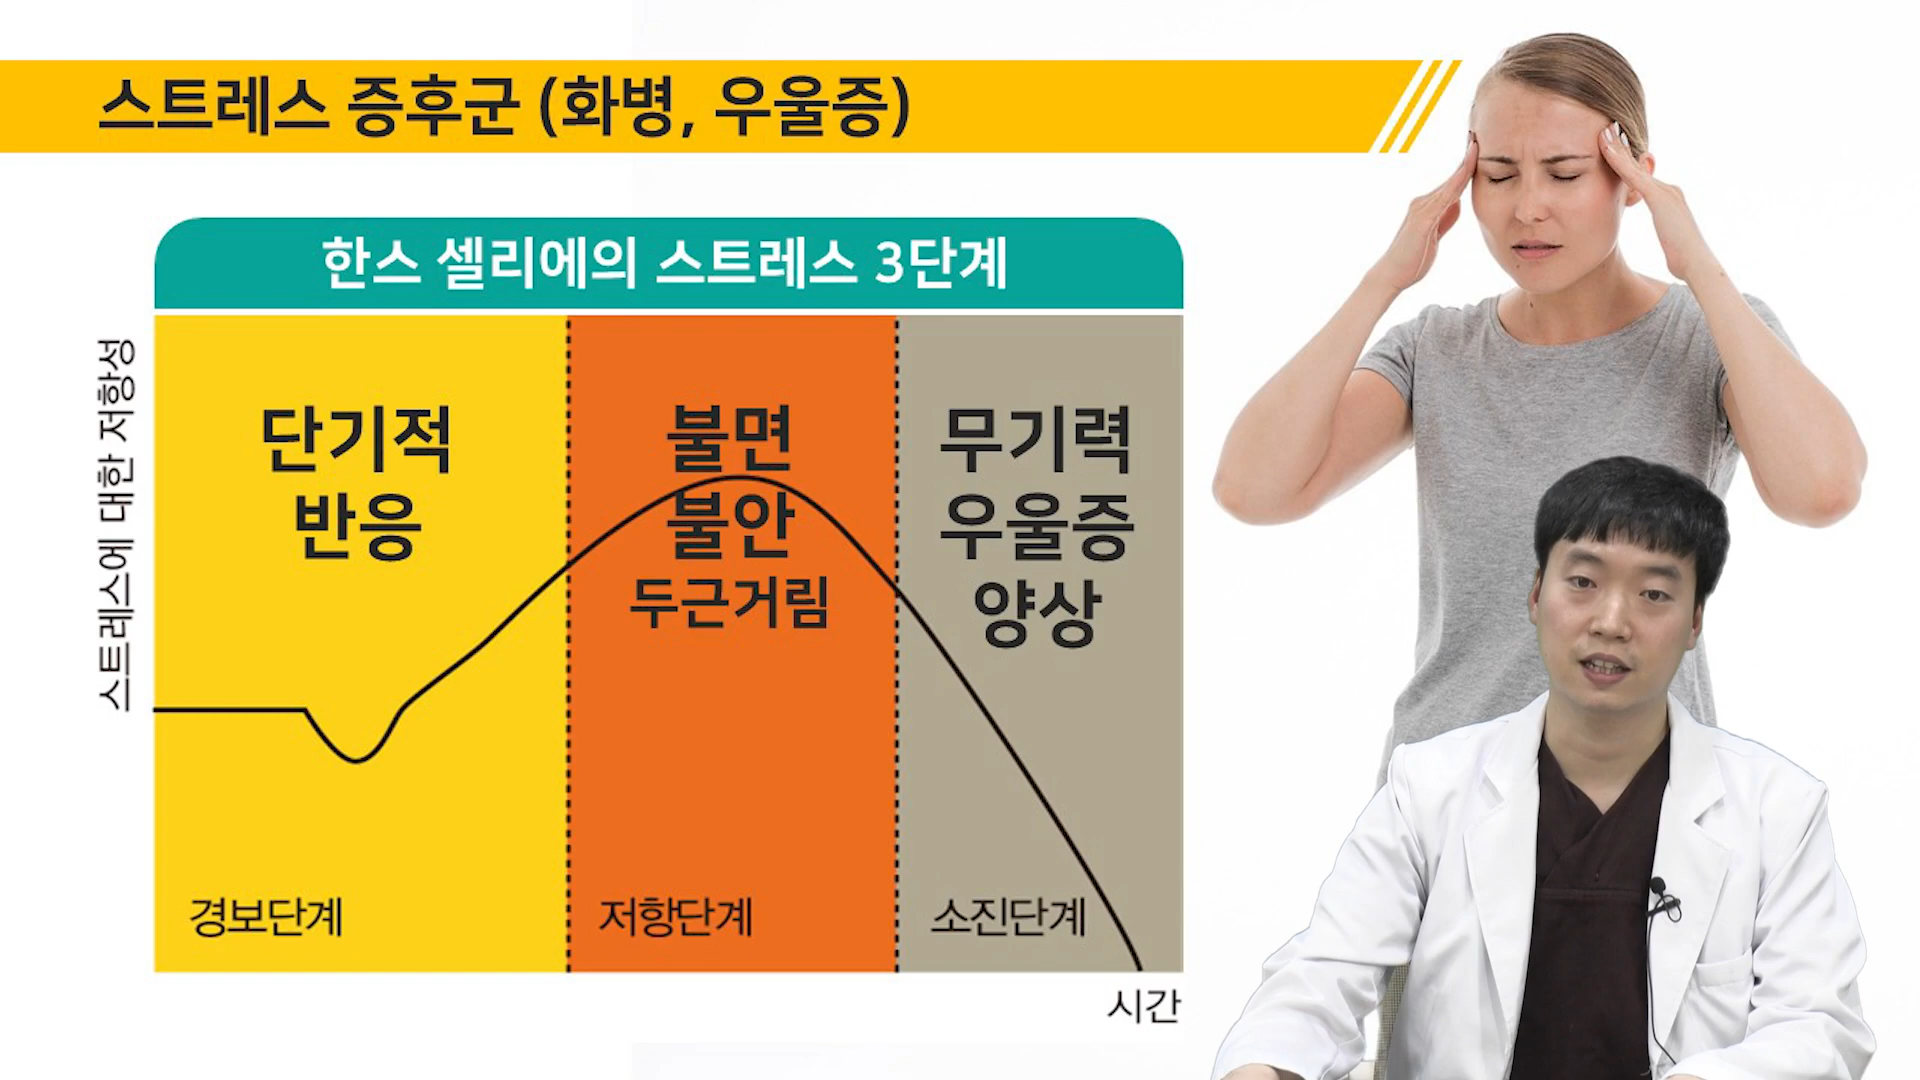 스트레스 증후군 (화병, 우울증)
한스 셀리에의 스트레스 3단계
스트레스에 대한 저항성
단기적
반응
경보단계
불면
불안
두근거림
저항단계
무기력
우울증
양상
소진단계
시간